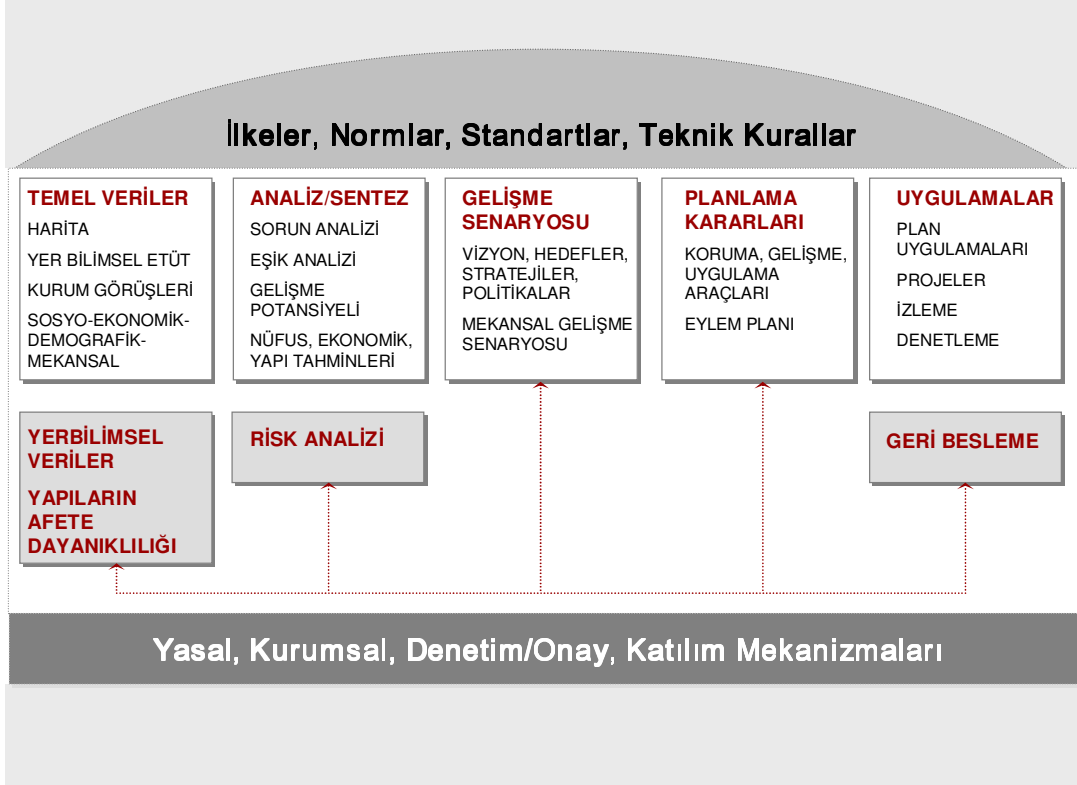 İlkeler, Normlar, Standartlar, Teknik Kurallar
TEMEL VERİLER
HARİTA
YER BİLİMSEL ETÜT
KURUM GÖRÜŞLERİ
SOSYO-EKONOMİK-
DEMOGRAFİK-
MEKANSAL
ANALİZ/SENTEZ
SORUN ANALİZİ
EŞİK ANALİZİ
GELİŞME
POTANSİYELİ
NÜFUS, EKONOMİK,
YAPI TAHMİNLERİ
GELİŞME
SENARYOSU
VİZYON, HEDEFLER,
STRATEJİLER,
POLİTİKALAR
MEKANSAL GELİŞME
SENARYOSU
PLANLAMA
KARARLARI
KORUMA, GELİŞME,
UYGULAMA
ARAÇLARI
EYLEM PLANI
UYGULAMALAR
PLAN
UYGULAMALARI
PROJELER
İZLEME
DENETLEME
YERBİLİMSEL
VERİLER
YAPILARIN
AFETE
DAYANIKLILIĞI
RİSK ANALİZİ
GERİ BESLEME
Yasal, Kurumsal, Denetim/Onay, Katılım Mekanizmaları